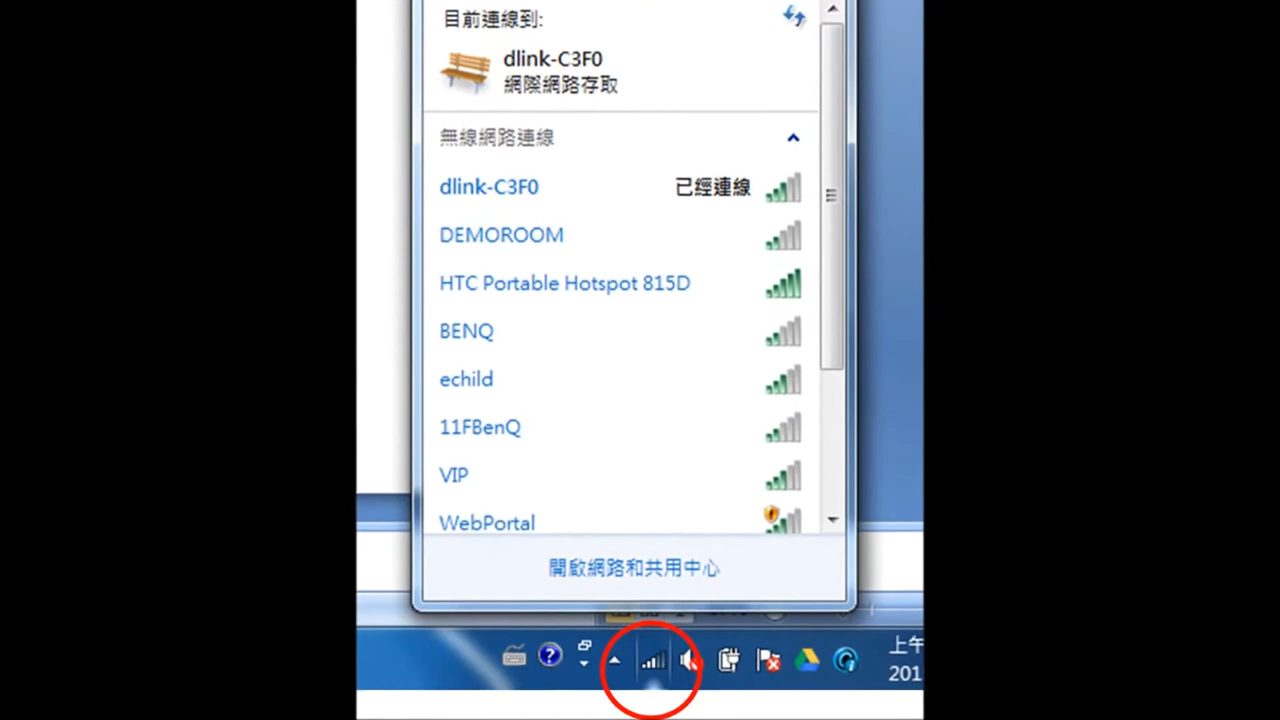 目前連線到:
dlink-C3F0
網際網路存取
無線網路連線
dlink-C3F0 已經連線
DEMOROOM
HTC Portable Hotspot 815D
BENQ
echild
11FBenQ
VIP
WebPortal
開啟網路和共用中心
上午
201